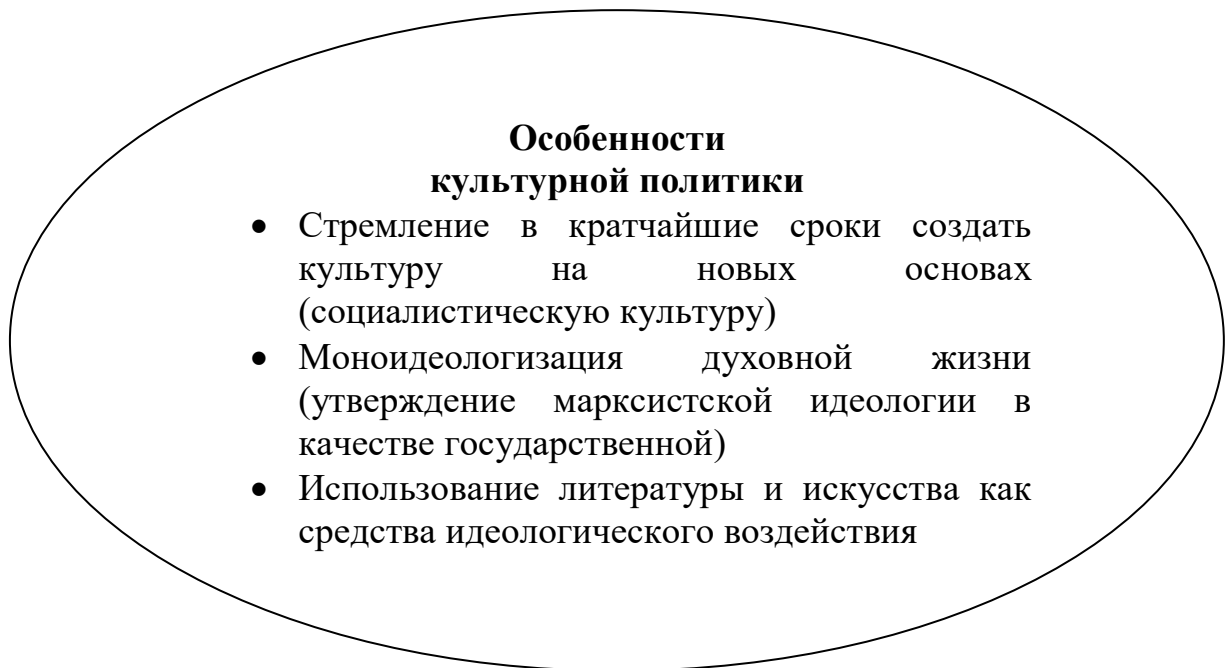 Особенности
культурной политики
• Стремление в кратчайшие сроки создать
культуру на новых основах
(социалистическую культуру)
• Моноидеологизация духовной жизни
(утверждение марксистской идеологии в
качестве государственной)
• Использование литературы и искусства как
средства идеологического воздействия